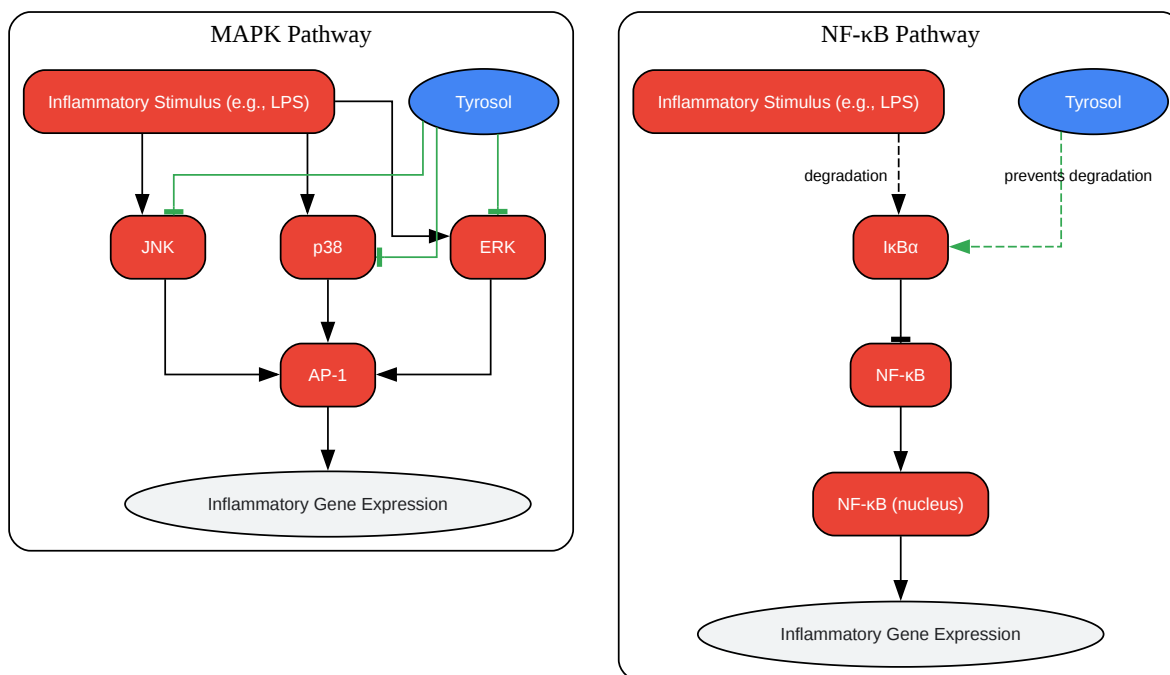 MAPK Pathway
Inflammatory Stimulus (e.g., LPS)
Tyrosol
JNK
p38
ERK
AP-1
Inflammatory Gene Expression
NF-κB Pathway
Inflammatory Stimulus (e.g., LPS)
Tyrosol
degradation
prevents degradation
IκBα
NF-κB
NF-κB (nucleus)
Inflammatory Gene Expression